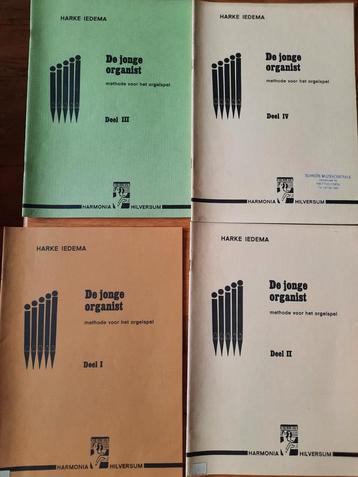 HARKE IEDEMA
De jonge
organist
methode voor het orgelspel
Deel III
HARMONIA HILVERSUM
HARKE IEDEMA
De jonge
organist
methode voor het orgelspel
Deel IV
HARMONIA HILVERSUM
HARKE IEDEMA
De jonge
organist
methode voor het orgelspel
Deel I
HARMONIA HILVERSUM
HARKE IEDEMA
De jonge
organist
methode voor het orgelspel
Deel II
HARMONIA HILVERSUM